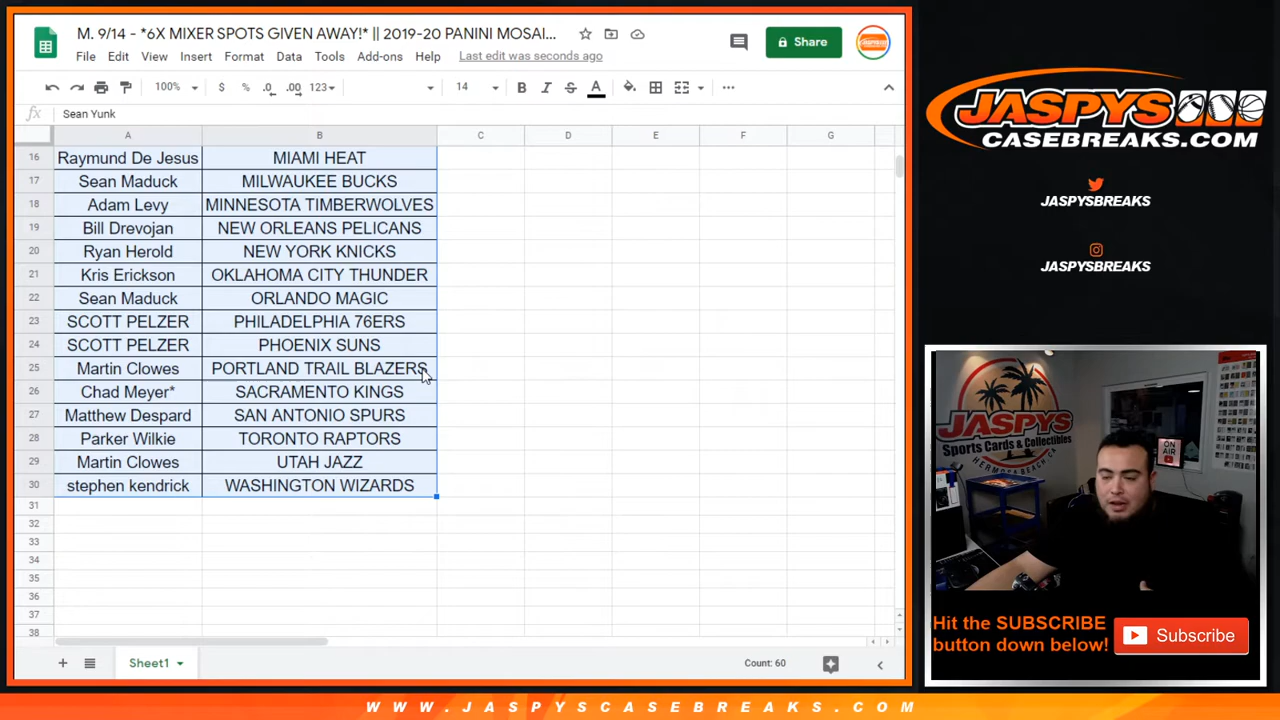 M. 9/14 - *6X MIXER SPOTS GIVEN AWAY!* || 2019-20 PANINI MOSAI...
File Edit View Insert Format Data Tools Add-ons Help Last edit was seconds ago
Share
100% $ % .0 .00 123 14 B I S A
fx Sean Yunk
A B C D E F G
16 Raymund De Jesus MIAMI HEAT
17 Sean Maduck MILWAUKEE BUCKS
18 Adam Levy MINNESOTA TIMBERWOLVES
19 Bill Drevojan NEW ORLEANS PELICANS
20 Ryan Herold NEW YORK KNICKS
21 Kris Erickson OKLAHOMA CITY THUNDER
22 Sean Maduck ORLANDO MAGIC
23 SCOTT PELZER PHILADELPHIA 76ERS
24 SCOTT PELZER PHOENIX SUNS
25 Martin Clowes PORTLAND TRAIL BLAZERS
26 Chad Meyer* SACRAMENTO KINGS
27 Matthew Despard SAN ANTONIO SPURS
28 Parker Wilkie TORONTO RAPTORS
29 Martin Clowes UTAH JAZZ
30 stephen kendrick WASHINGTON WIZARDS
31
32
33
34
35
36
37
38
Sheet1
Count: 60
JASPYS
CASEBREAKS.COM
JASPYSBREAKS
JASPYSBREAKS
JASPYS
Sports Cards & Collectibles
HERMOSA BEACH - CA
ON AIR
Hit the SUBSCRIBE
button down below!
Subscribe
WWW.JASPYSCASEBREAKS.COM